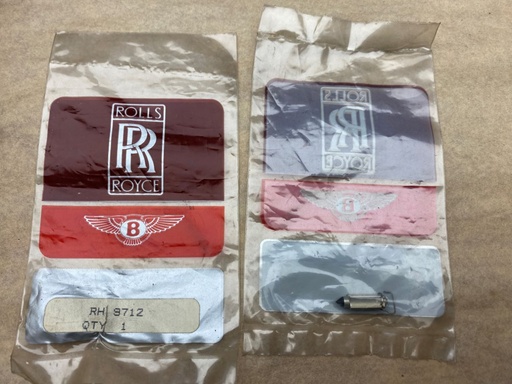 ROLLS
RR
ROYCE
B
RH 9712
QTY 1
ROLLS
RR
ROYCE
B